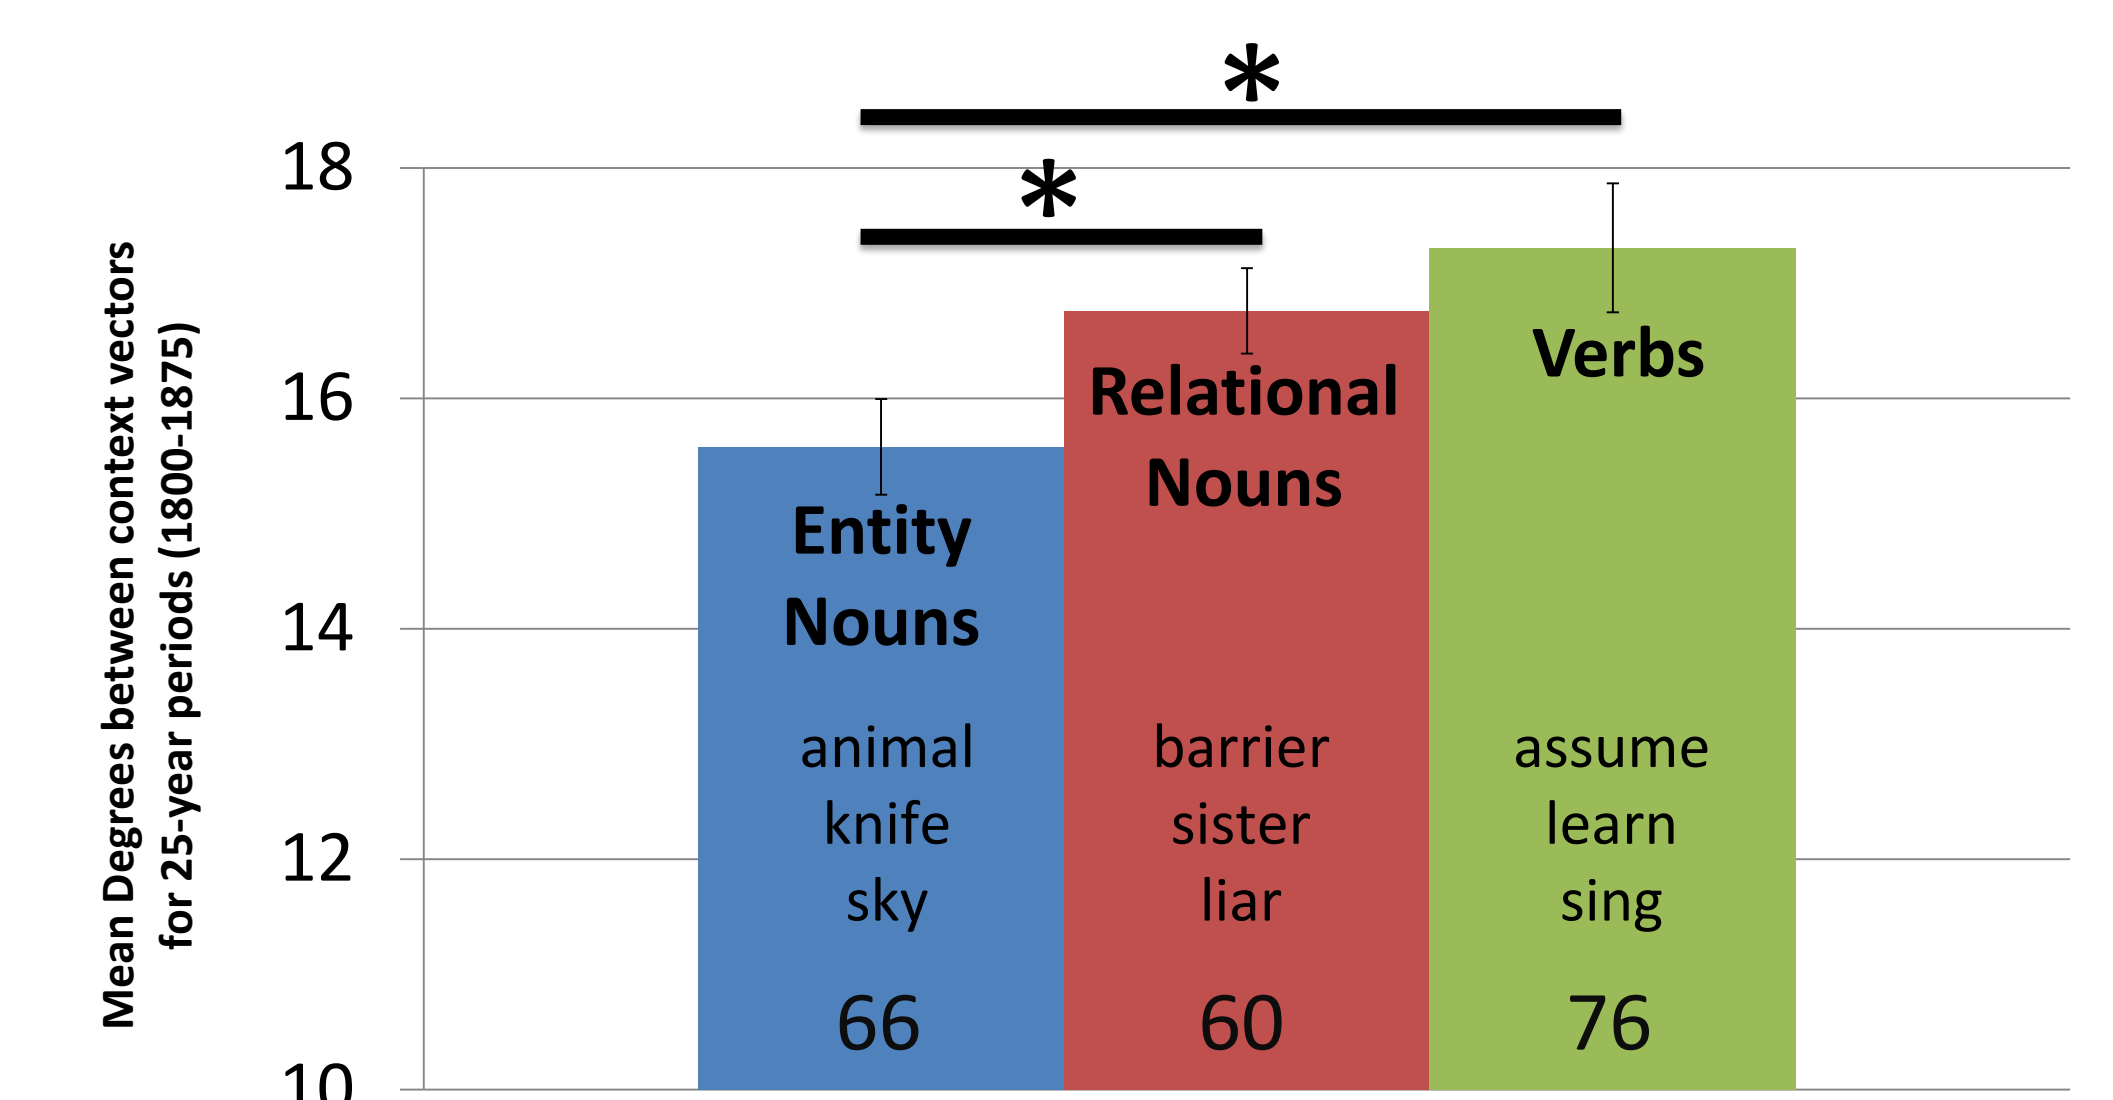 *
*
18
16
14
12
10
Mean Degrees between context vectors
for 25-year periods (1800-1875)
Entity
Nouns
animal
knife
sky
66
Relational
Nouns
barrier
sister
liar
60
Verbs
assume
learn
sing
76